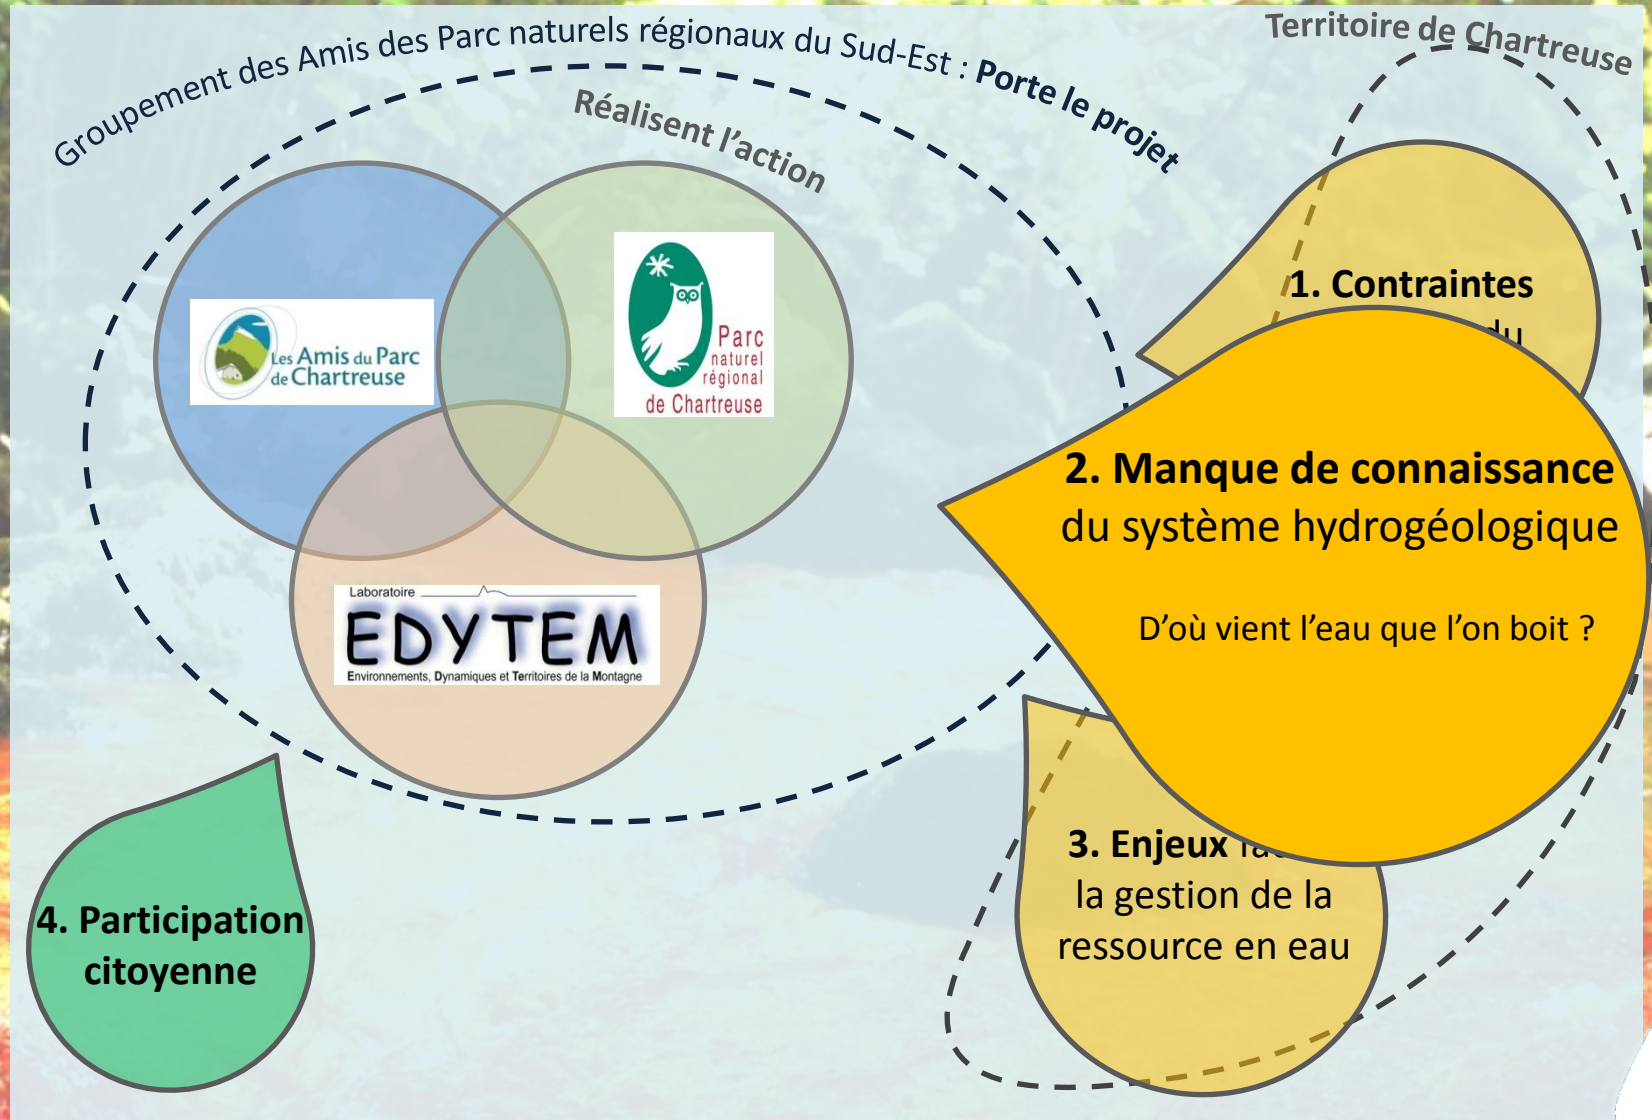 Groupement des Amis des Parc naturels régionaux du Sud-Est : Porte le projet
Territoire de Chartreuse
Réalisent l'action
Les Amis du Parc
de Chartreuse
Parc
naturel
régional
de Chartreuse
Laboratoire
EDYTEM
Environnements, Dynamiques et Territoires de la Montagne
1. Contraintes
2. Manque de connaissance
du système hydrogéologique
D'où vient l'eau que l'on boit ?
3. Enjeux
la gestion de la
ressource en eau
4. Participation
citoyenne